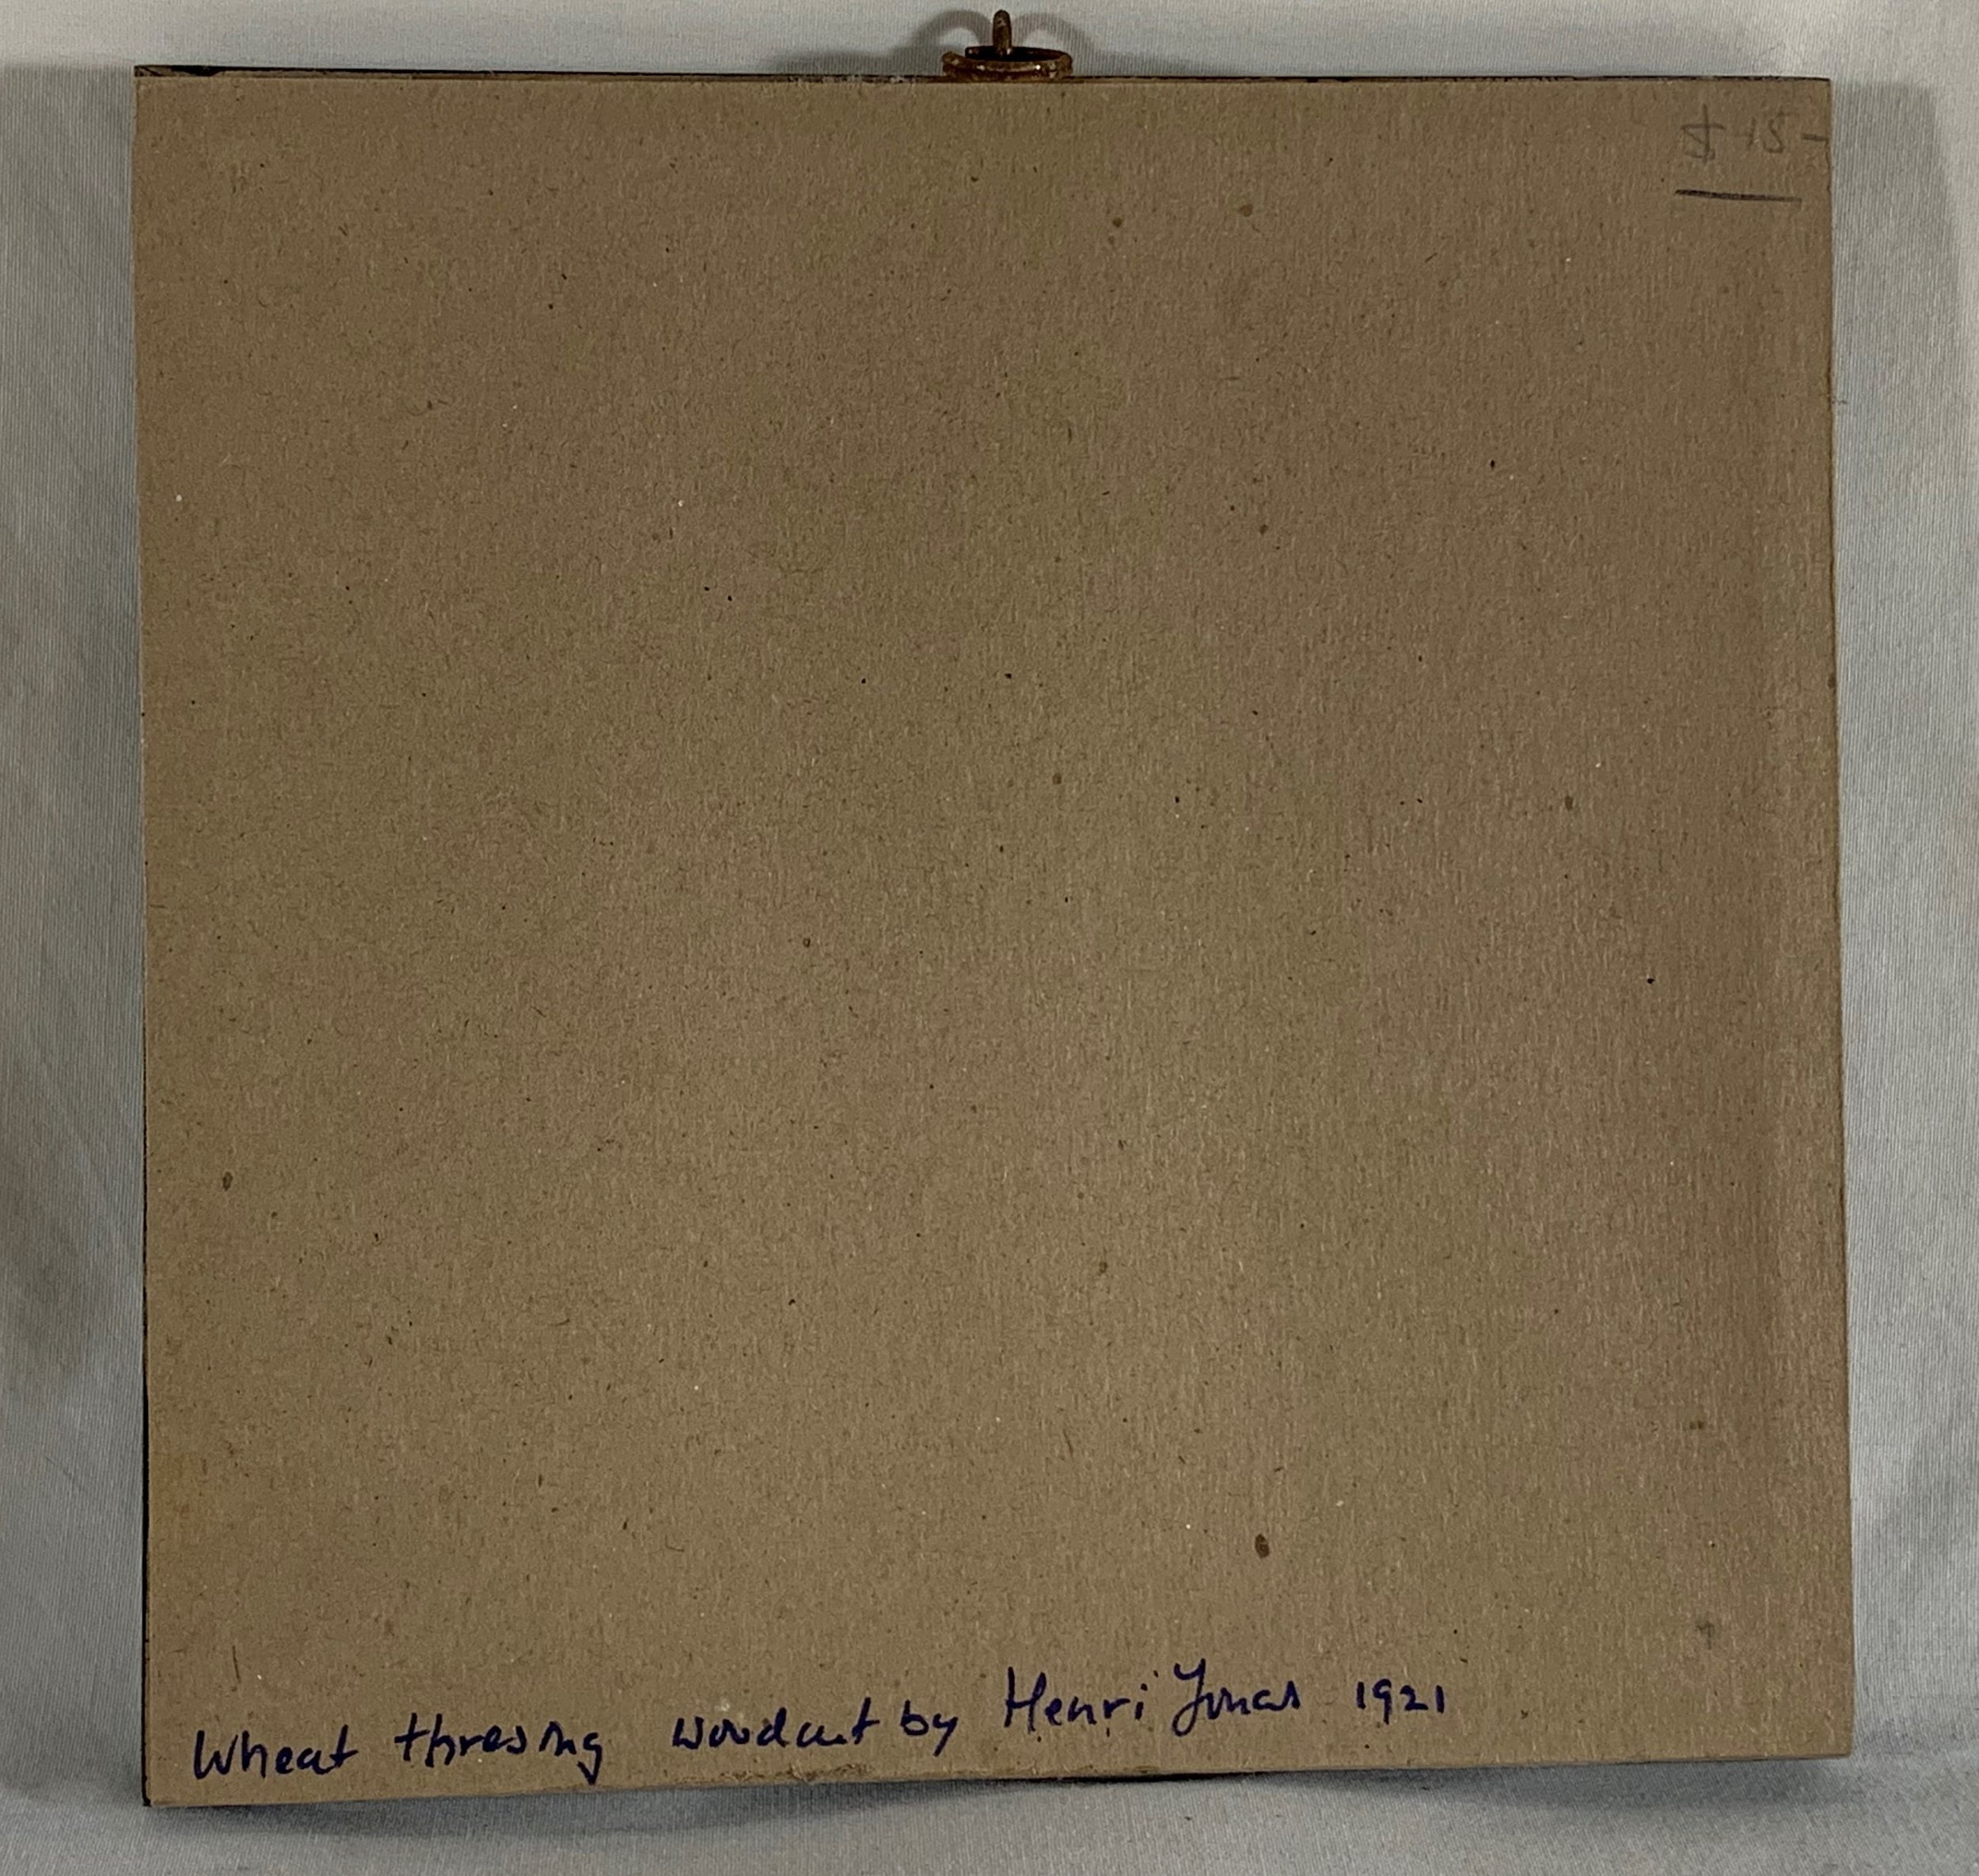 $ 15-
Wheat thresing woodcut by Henri Jonas 1921